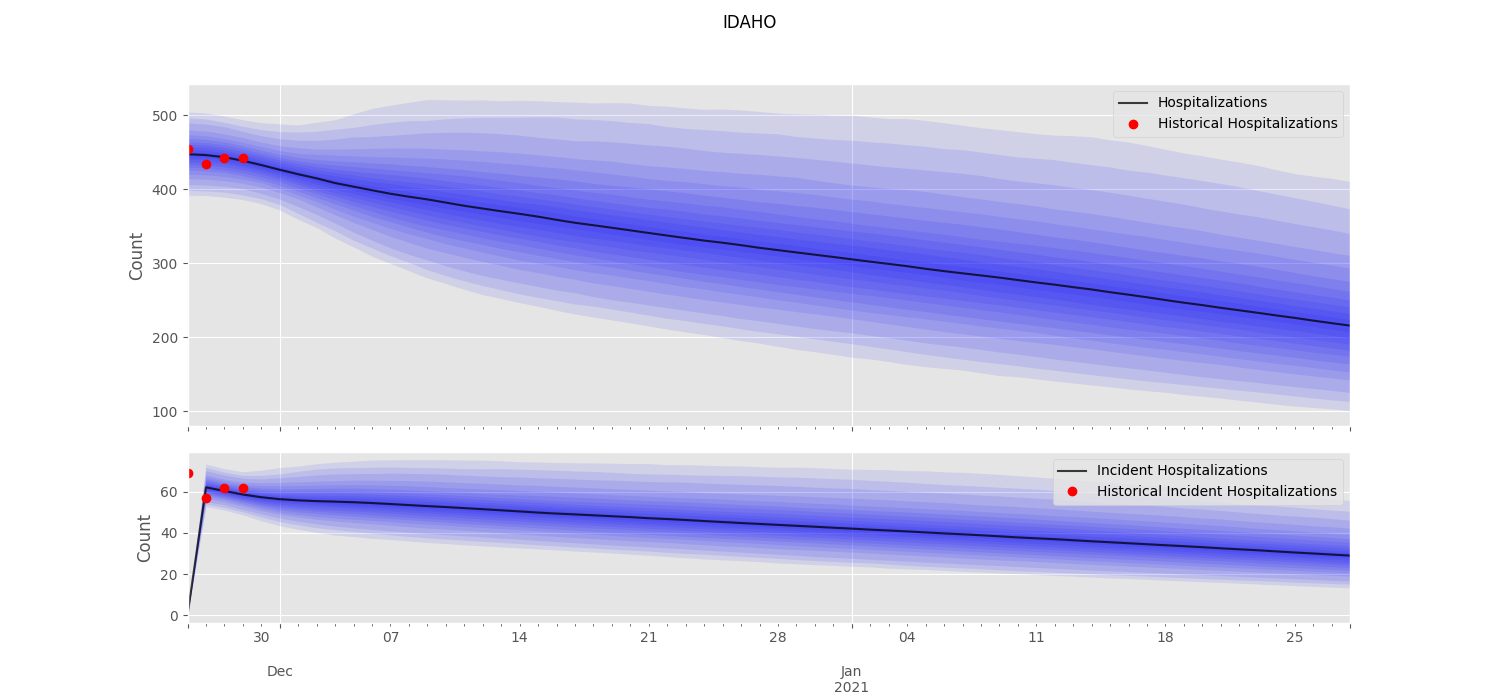 IDAHO
Hospitalizations
Historical Hospitalizations
500
400
300
200
100
Count
Incident Hospitalizations
Historical Incident Hospitalizations
60
40
20
0
Count
30 07 14 21 28 04 11 18 25
Dec Jan
2021